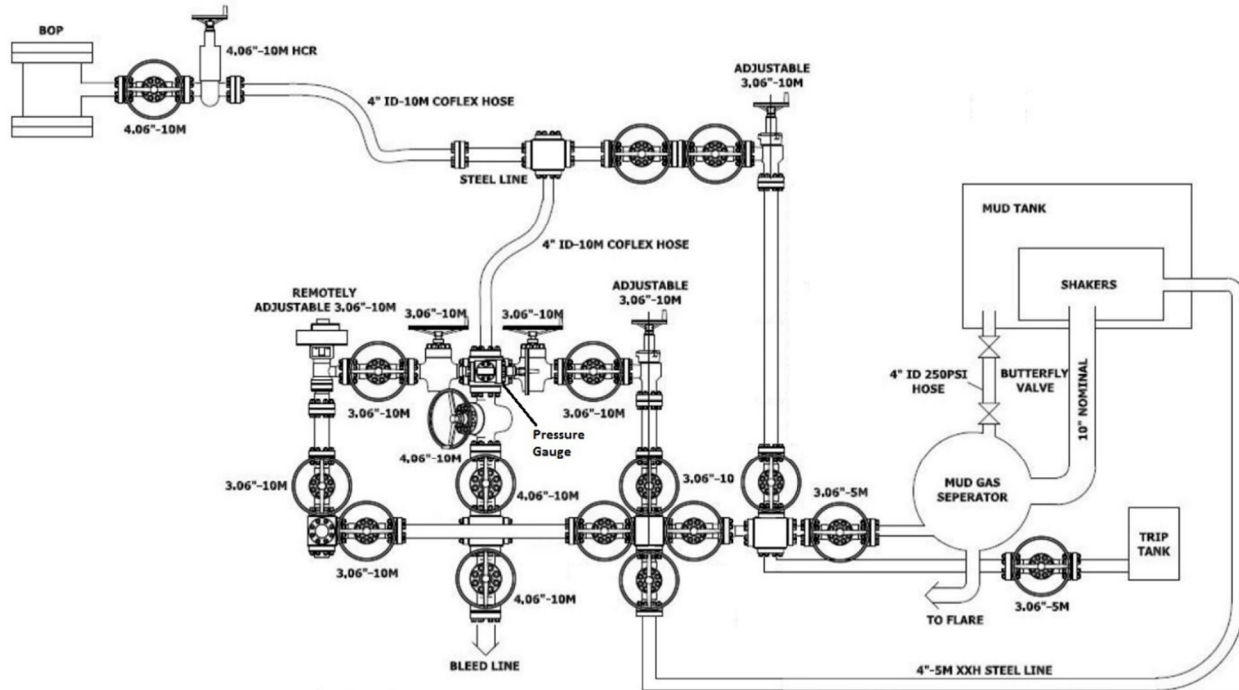 BOP
4.06"-10M HCR
4.06"-10M
4" ID-10M COFLEX HOSE
STEEL LINE
ADJUSTABLE
3.06"-10M
4" ID-10M COFLEX HOSE
MUD TANK
SHAKERS
REMOTELY
ADJUSTABLE 3.06"-10M
3.06"-10M
3.06"-10M
ADJUSTABLE
3.06"-10M
4" ID 250PSI
HOSE
BUTTERFLY
VALVE
10" NOMINAL
3.06"-10M
3.06"-10M
Pressure
Gauge
4.06"-10M
3.06"-10M
4.06"-10M
3.06"-10
3.06"-5M
MUD GAS
SEPERATOR
TRIP
TANK
3.06"-10M
4.06"-10M
3.06"-5M
TO FLARE
BLEED LINE
4"-5M XXH STEEL LINE